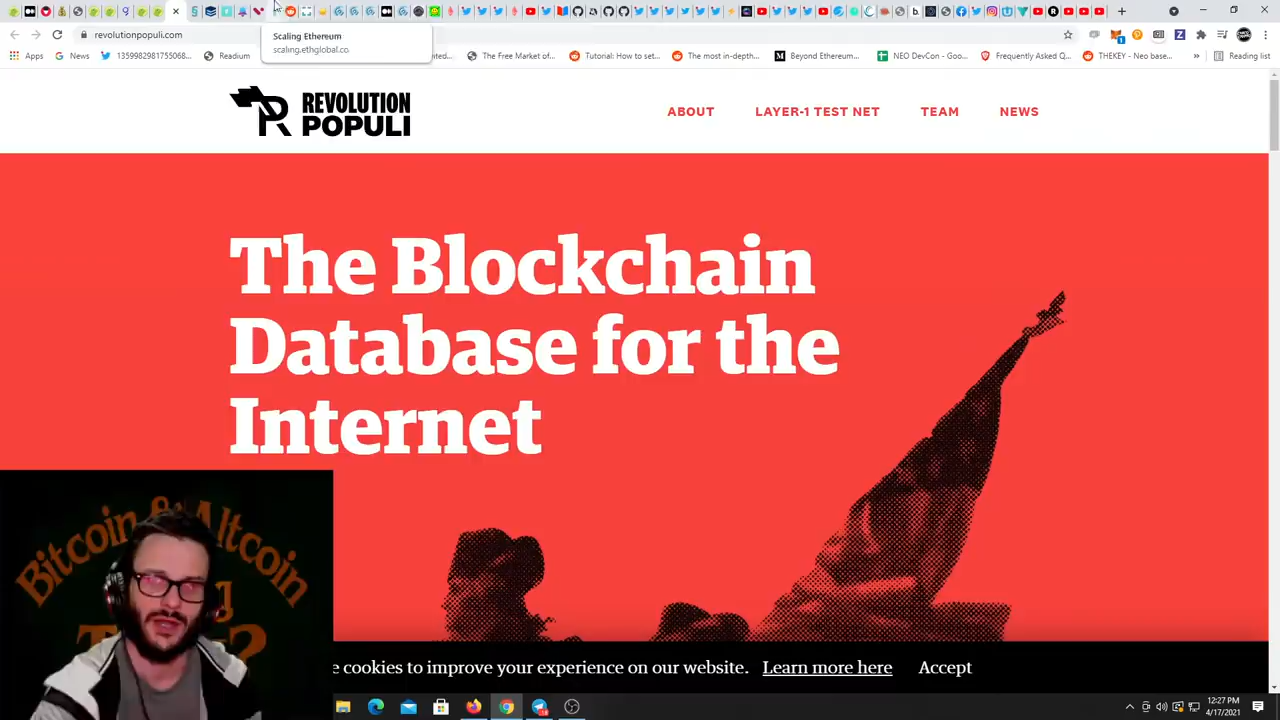 Scaling Ethereum
scaling.ethglobal.co
revolutionpopuli.com
Apps
News
1359982981755068...
Readium
The Free Market of...
Tutorial: How to set...
The most in-depth...
Beyond Ethereum...
NEO DevCon - Goo...
Frequently Asked Q...
THEKEY - Neo base...
»
Reading list
REVOLUTION
POPULI
ABOUT
LAYER-1 TEST NET
TEAM
NEWS
The Blockchain
Database for the
Internet
Bitcoin & Altcoin
e cookies to improve your experience on our website. Learn more here
Accept
12:27 PM
4/17/2021